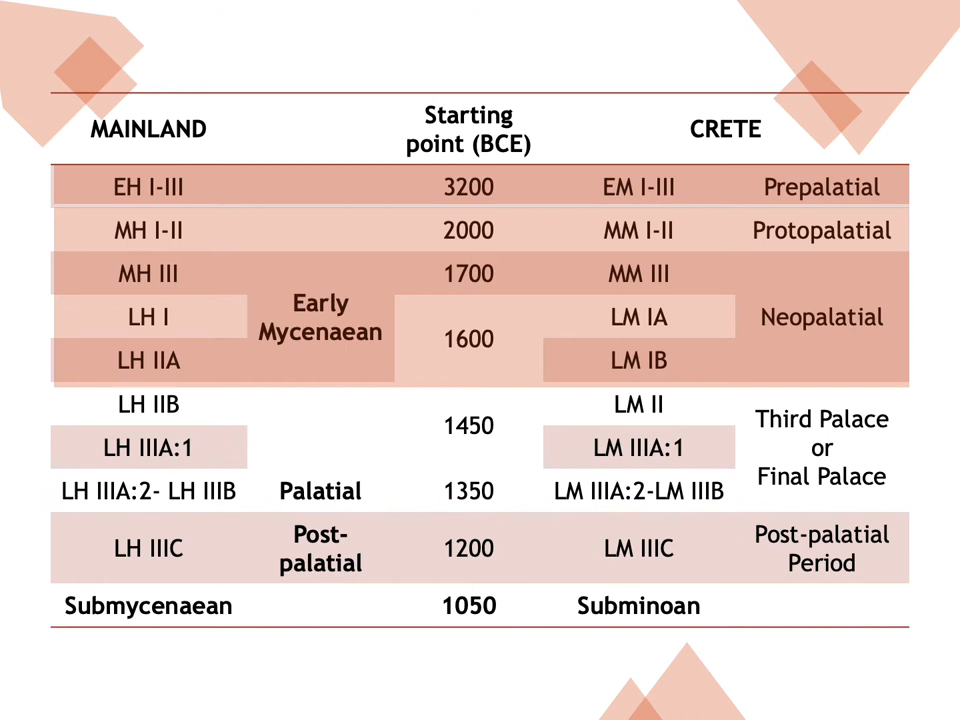 MAINLAND
Starting
point (BCE)
CRETE
EH I-III 3200 EM I-III Prepalatial
MH I-II 2000 MM I-II Protopalatial
MH III 1700 MM III
Early
Mycenaean
LH I 1600 LM IA Neopalatial
LH IIA LM IB
LH IIB 1450 LM II
LH IIIA:1 LM IIIA:1
Third Palace
or
Final Palace
LH IIIA:2- LH IIIB Palatial 1350 LM IIIA:2-LM IIIB
LH IIIC
Post-
palatial
1200 LM IIIC
Post-palatial
Period
Submycenaean 1050 Subminoan